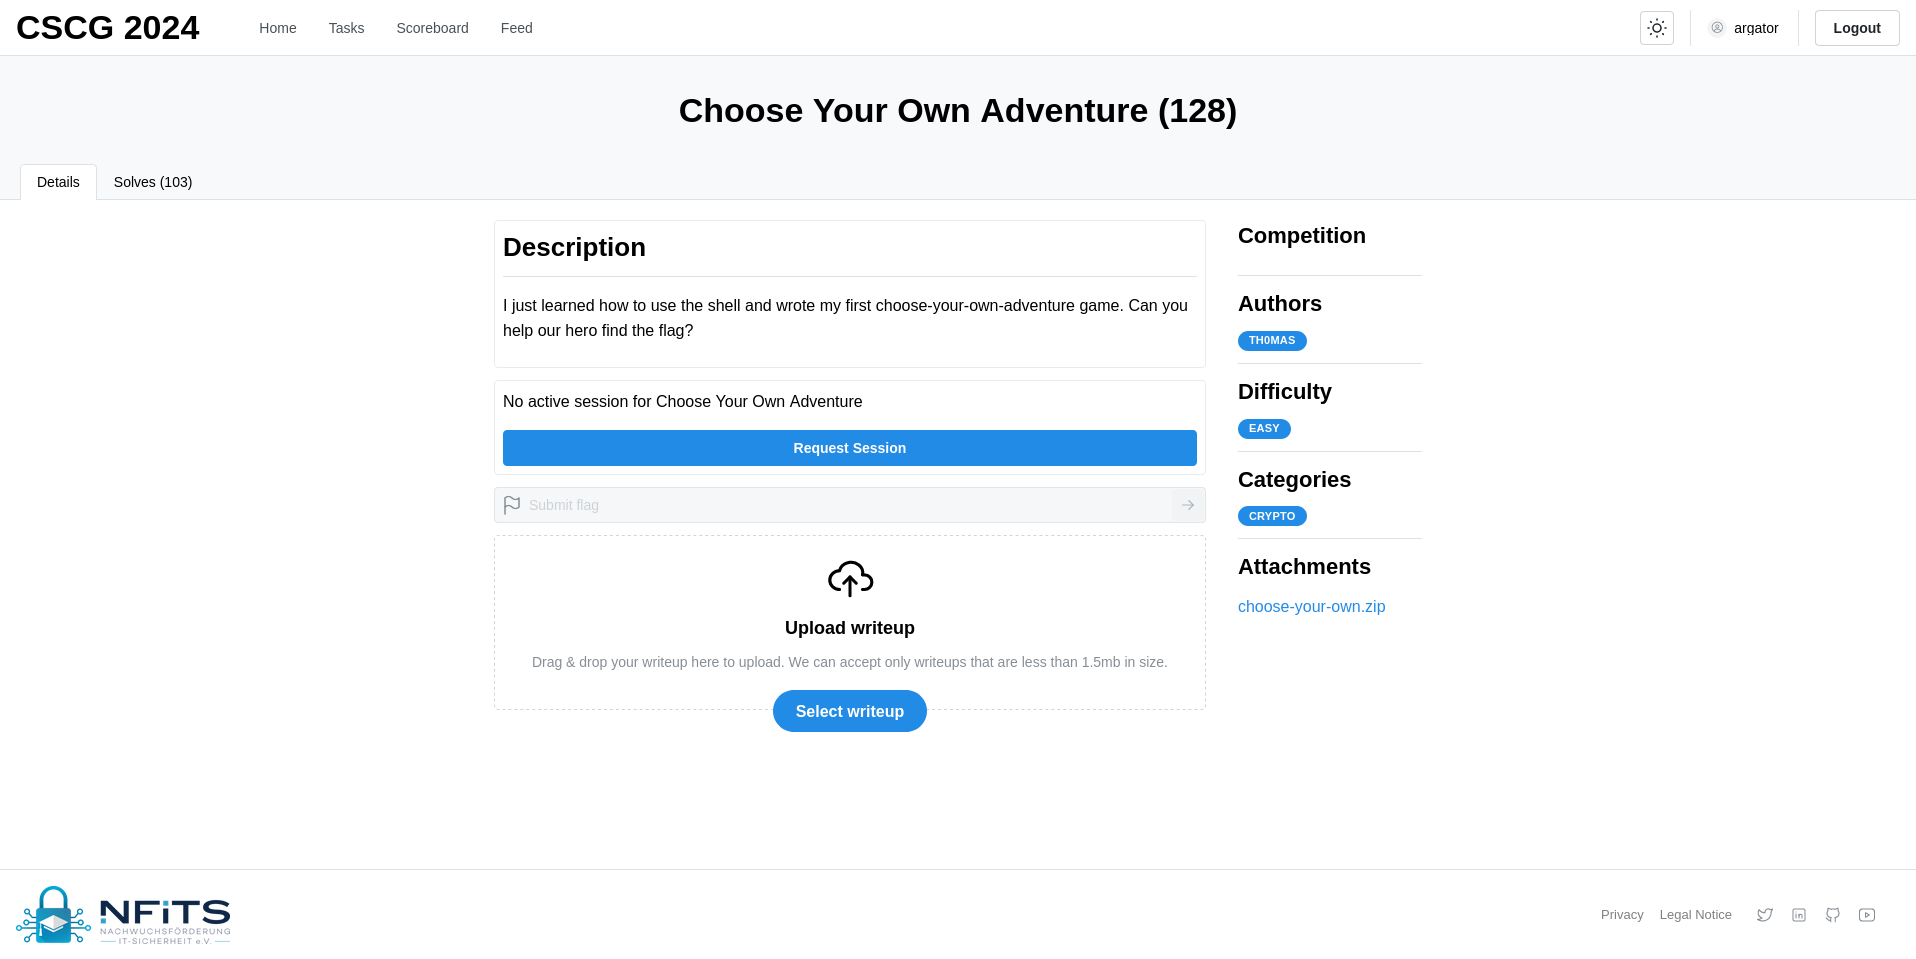 CSCG 2024
Home
Tasks
Scoreboard
Feed
argator
Logout
Choose Your Own Adventure (128)
Details
Solves (103)
Description
I just learned how to use the shell and wrote my first choose-your-own-adventure game. Can you
help our hero find the flag?
No active session for Choose Your Own Adventure
Request Session
Submit flag
Upload writeup
Drag & drop your writeup here to upload. We can accept only writeups that are less than 1.5mb in size.
Select writeup
Competition
Authors
TH0MAS
Difficulty
EASY
Categories
CRYPTO
Attachments
choose-your-own.zip
NFiTS
NACHWUCHSFÖRDERUNG
IT-SICHERHEIT e.V.
Privacy
Legal Notice